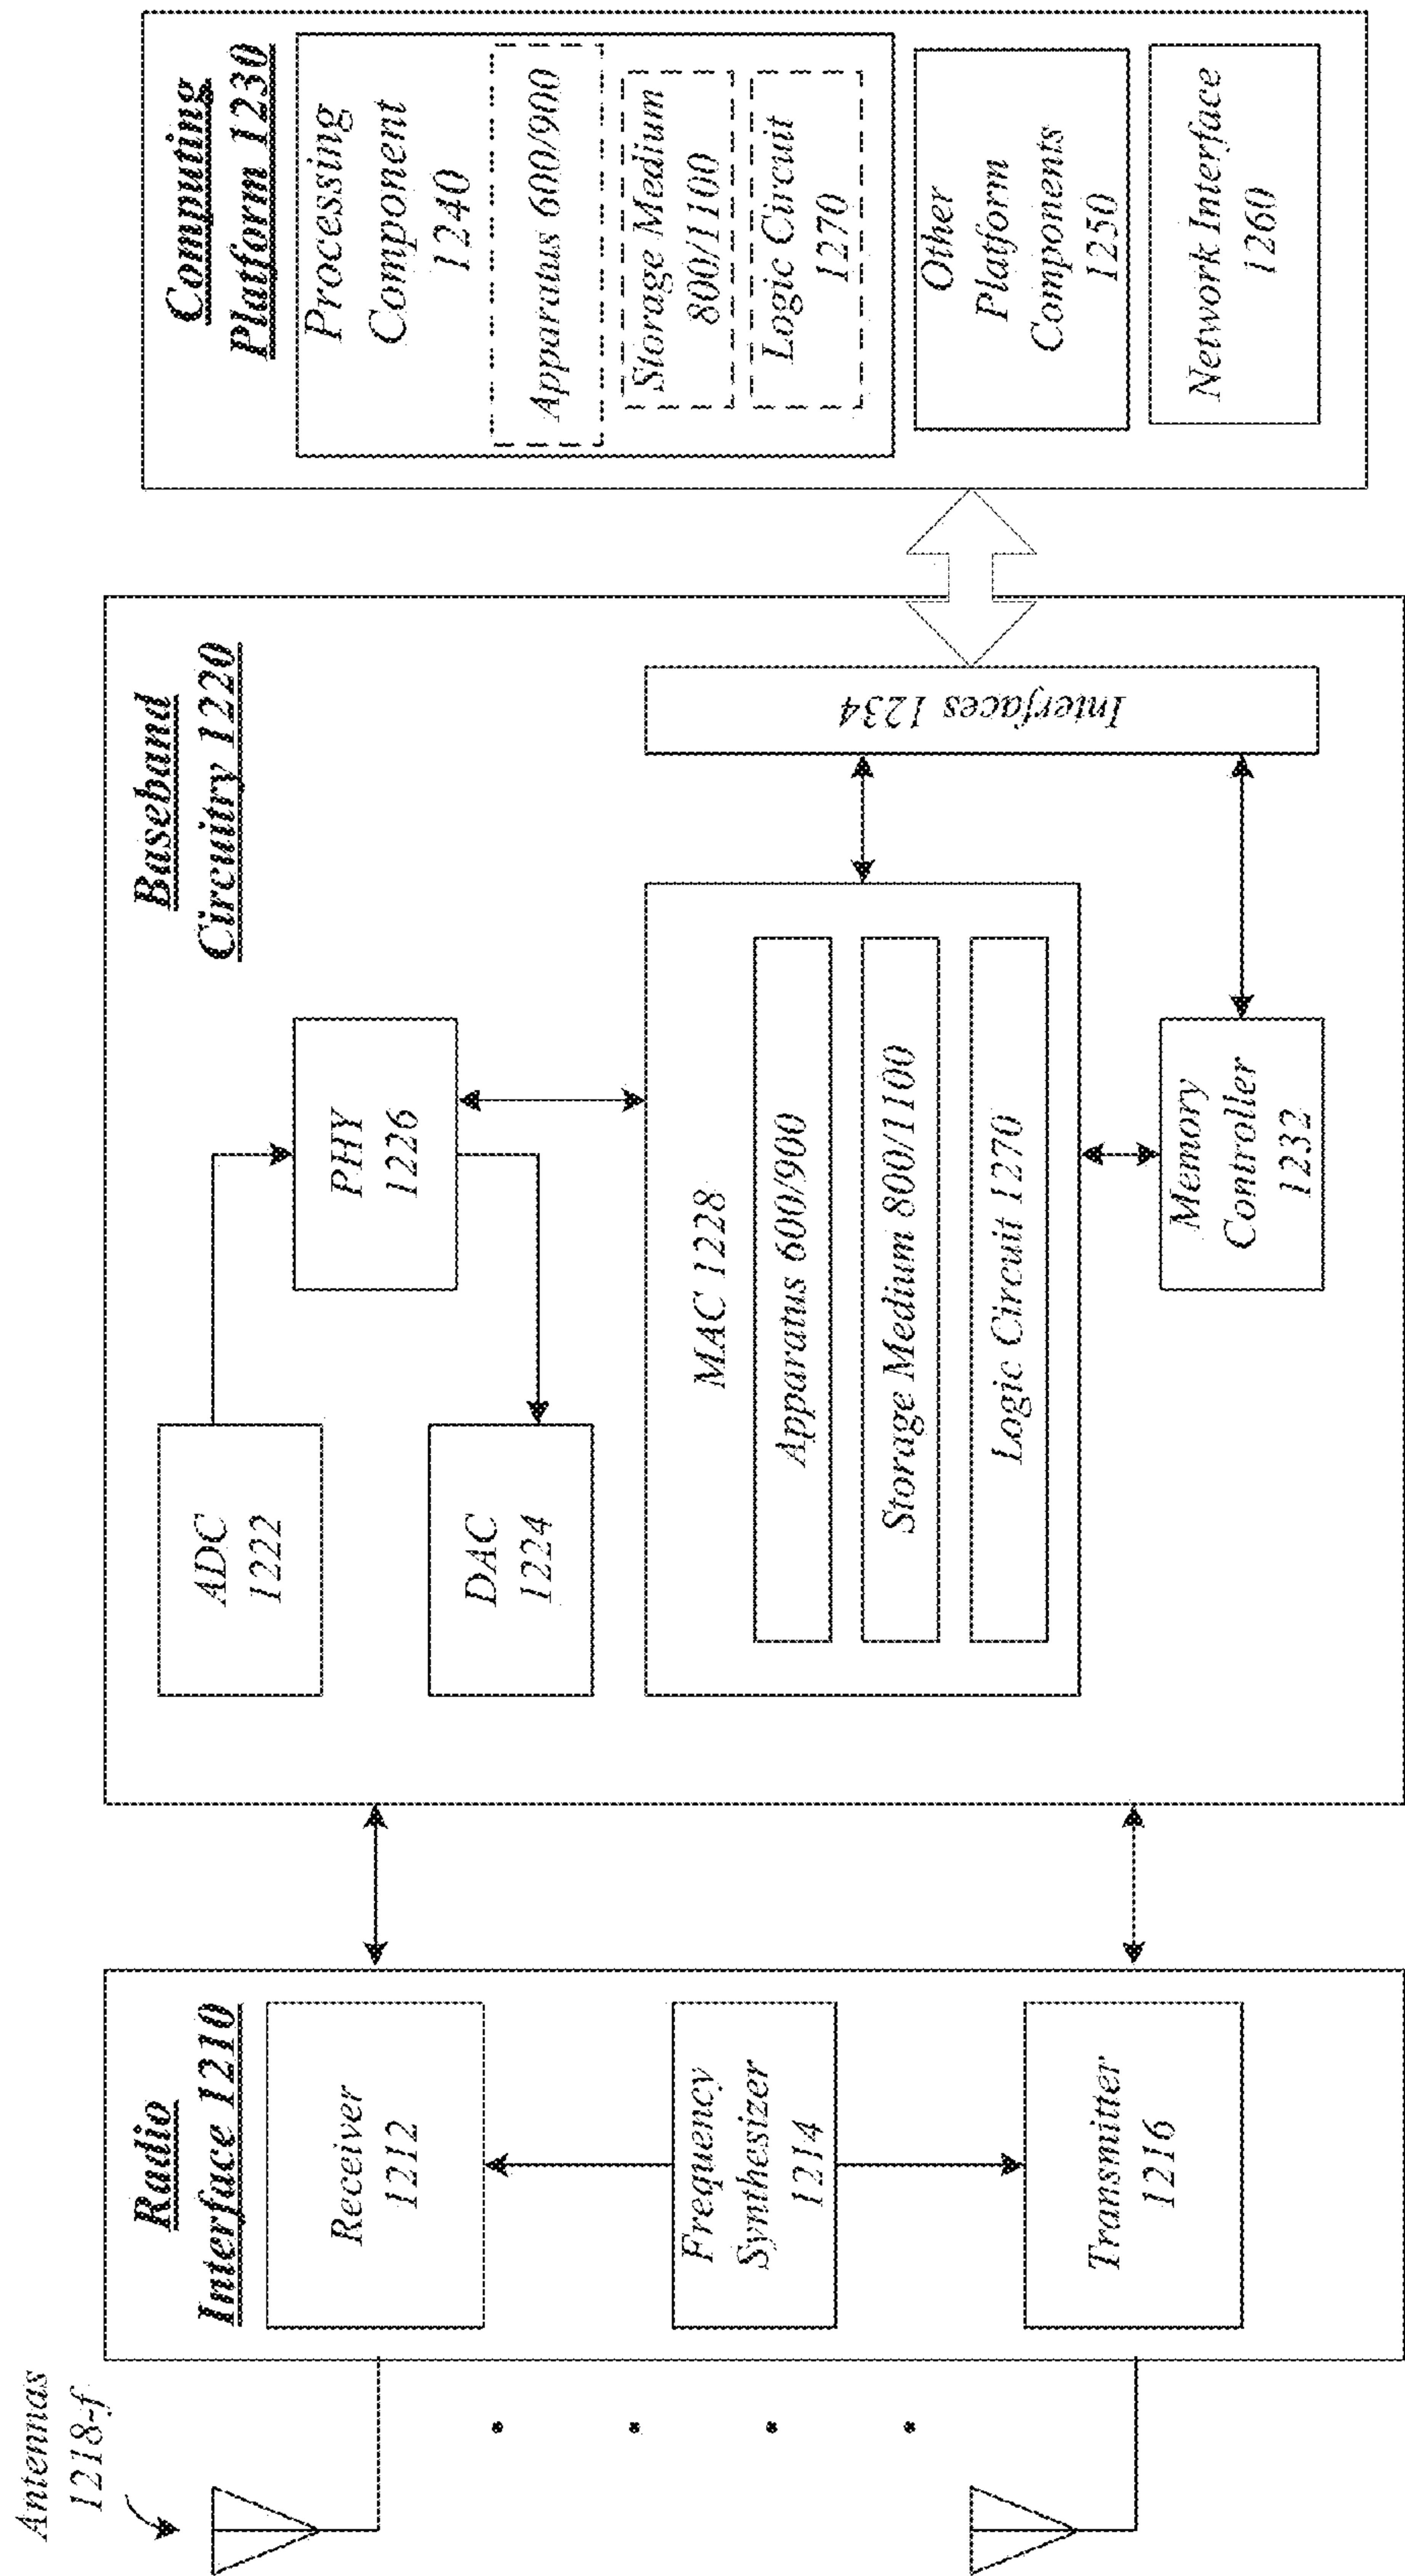 Antennas
1218-f
Radio
Interface 1210
Receiver
1212
Frequency
Synthesizer
1214
Transmitter
1216
Baseband
Circuitry 1220
ADC
1222
DAC
1224
PHY
1226
MAC 1228
Apparatus 600/900
Storage Medium 800/1100
Logic Circuit 1270
Memory
Controller
1232
Interfaces 1234
Computing
Platform 1230
Processing
Component
1240
Apparatus 600/900
Storage Medium
800/1100
Logic Circuit
1270
Other
Platform
Components
1250
Network Interface
1260